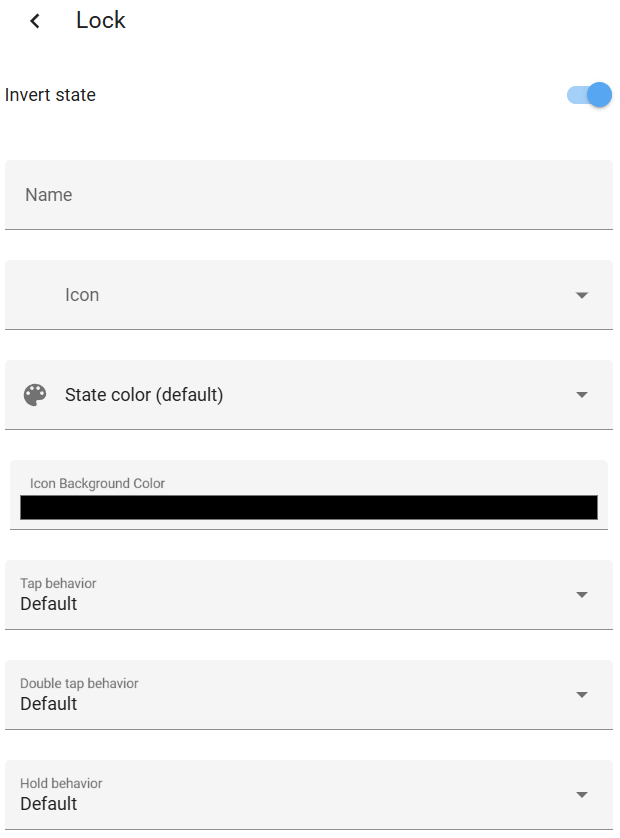 Lock
Invert state
Name
Icon
State color (default)
Icon Background Color
Tap behavior
Default
Double tap behavior
Default
Hold behavior
Default